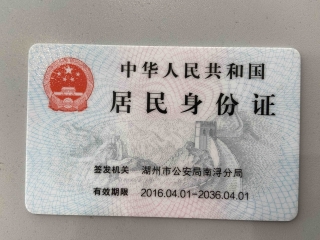 中华人民共和国
居民身份证
签发机关 湖州市公安局南浔分局
有效期限 2016.04.01-2036.04.01